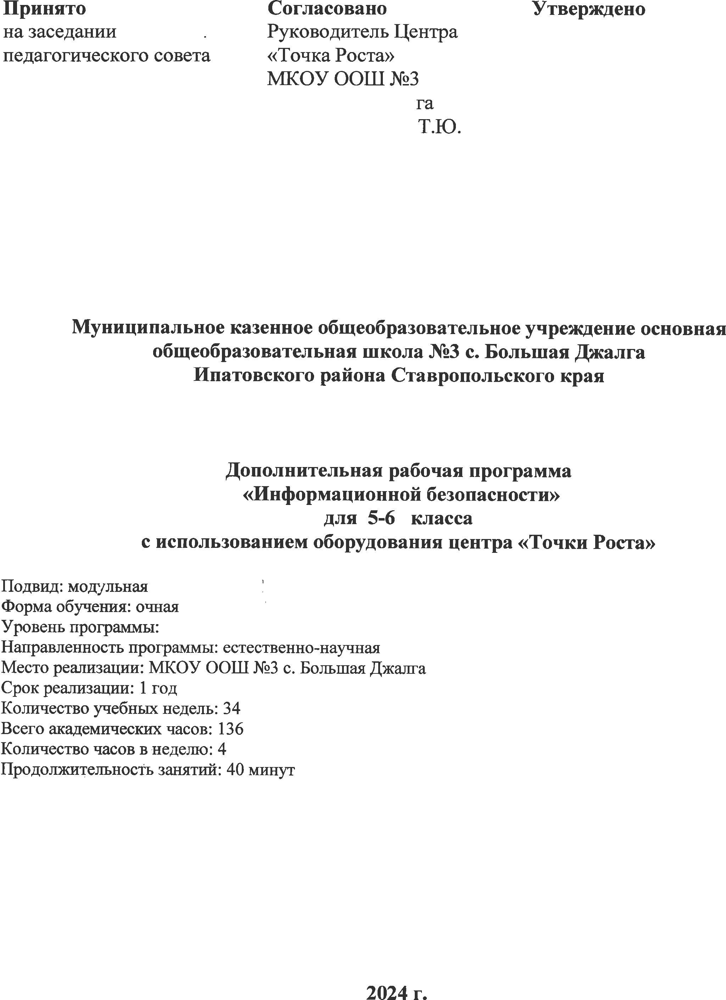 Принято
на заседании
педагогического совета
Согласовано
Руководитель Центра
«Точка Роста»
МКОУ ООШ №3
га
Т.Ю.
Утверждено
Муниципальное казенное общеобразовательное учреждение основная
общеобразовательная школа №3 с. Большая Джалга
Ипатовского района Ставропольского края
Дополнительная рабочая программа
«Информационной безопасности»
для 5-6 класса
с использованием оборудования центра «Точки Роста»
Подвид: модульная
Форма обучения: очная
Уровень программы:
Направленность программы: естественно-научная
Место реализации: МКОУ ООШ №3 с. Большая Джалга
Срок реализации: 1 год
Количество учебных недель: 34
Всего академических часов: 136
Количество часов в неделю: 4
Продолжительность занятий: 40 минут
2024 г.